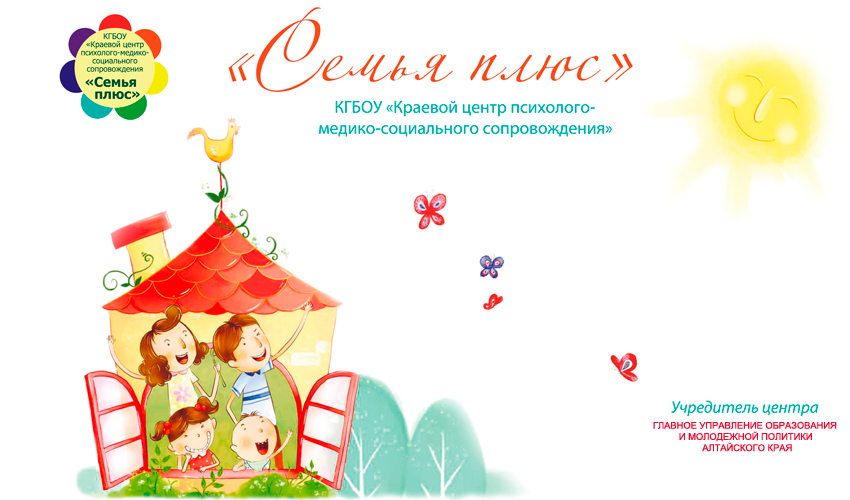 КГБОУ
«Краевой центр
психолого-медико-
социального
сопровождения
«Семья
плюс»
«Семья плюс»
КГБОУ «Краевой центр психолого-
медико-социального сопровождения»
Учредитель центра
ГЛАВНОЕ УПРАВЛЕНИЕ ОБРАЗОВАНИЯ
И МОЛОДЕЖНОЙ ПОЛИТИКИ
АЛТАЙСКОГО КРАЯ